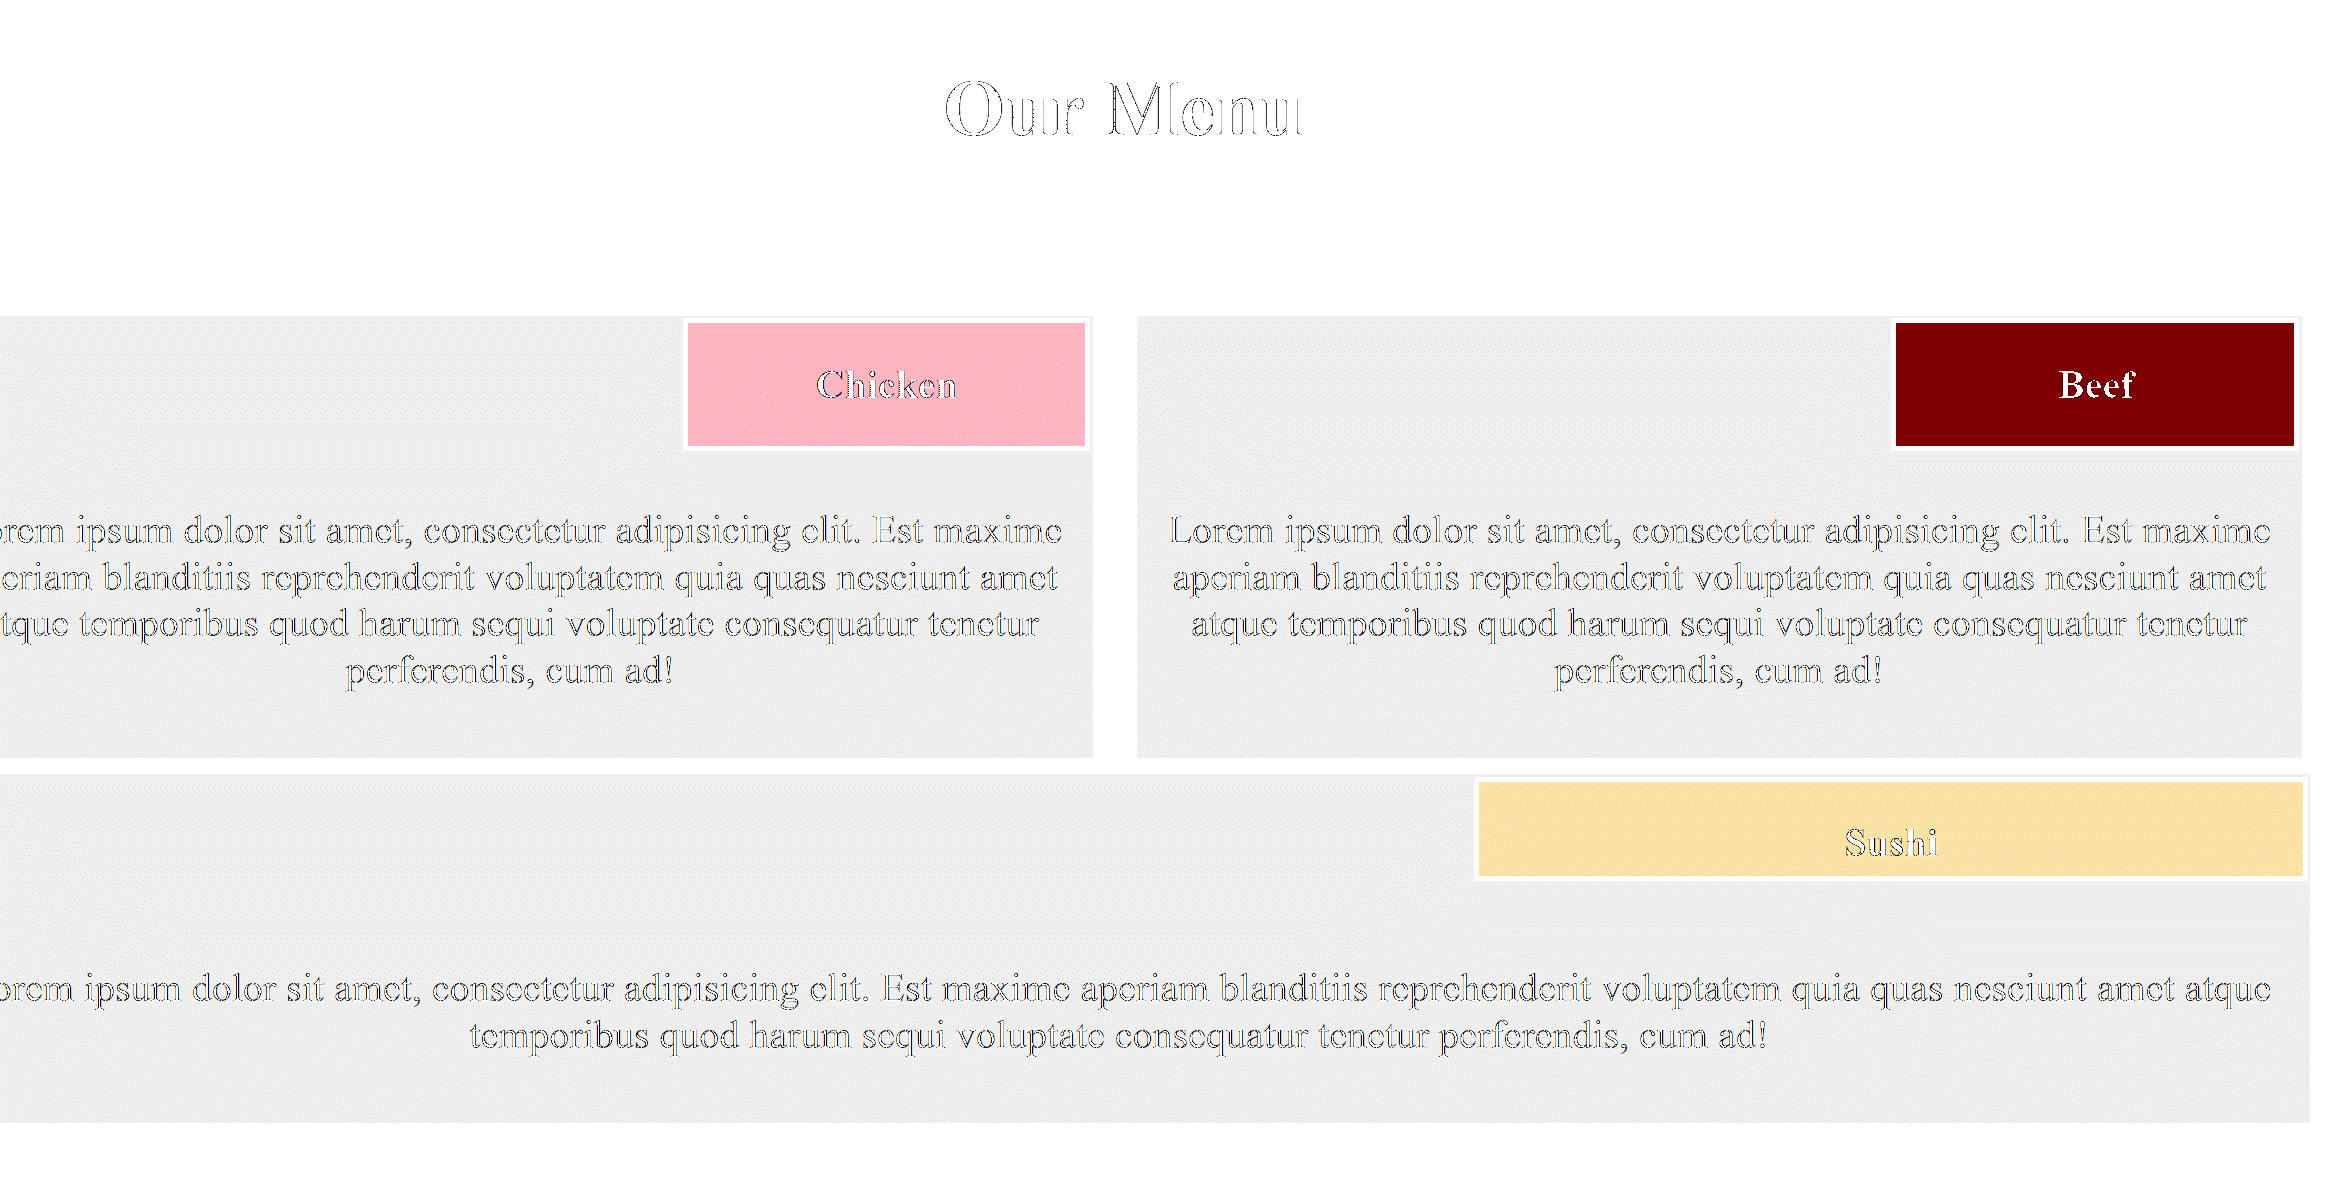 Our Menu
Chicken
orem ipsum dolor sit amet, consectetur adipisicing elit. Est maxime
eriam blanditiis reprehenderit voluptatem quia quas nesciunt amet
tque temporibus quod harum sequi voluptate consequatur tenetur
perferendis, cum ad!
Beef
Lorem ipsum dolor sit amet, consectetur adipisicing elit. Est maxime
aperiam blanditiis reprehenderit voluptatem quia quas nesciunt amet
atque temporibus quod harum sequi voluptate consequatur tenetur
perferendis, cum ad!
Sushi
orem ipsum dolor sit amet, consectetur adipisicing elit. Est maxime aperiam blanditiis reprehenderit voluptatem quia quas nesciunt amet atque
temporibus quod harum sequi voluptate consequatur tenetur perferendis, cum ad!